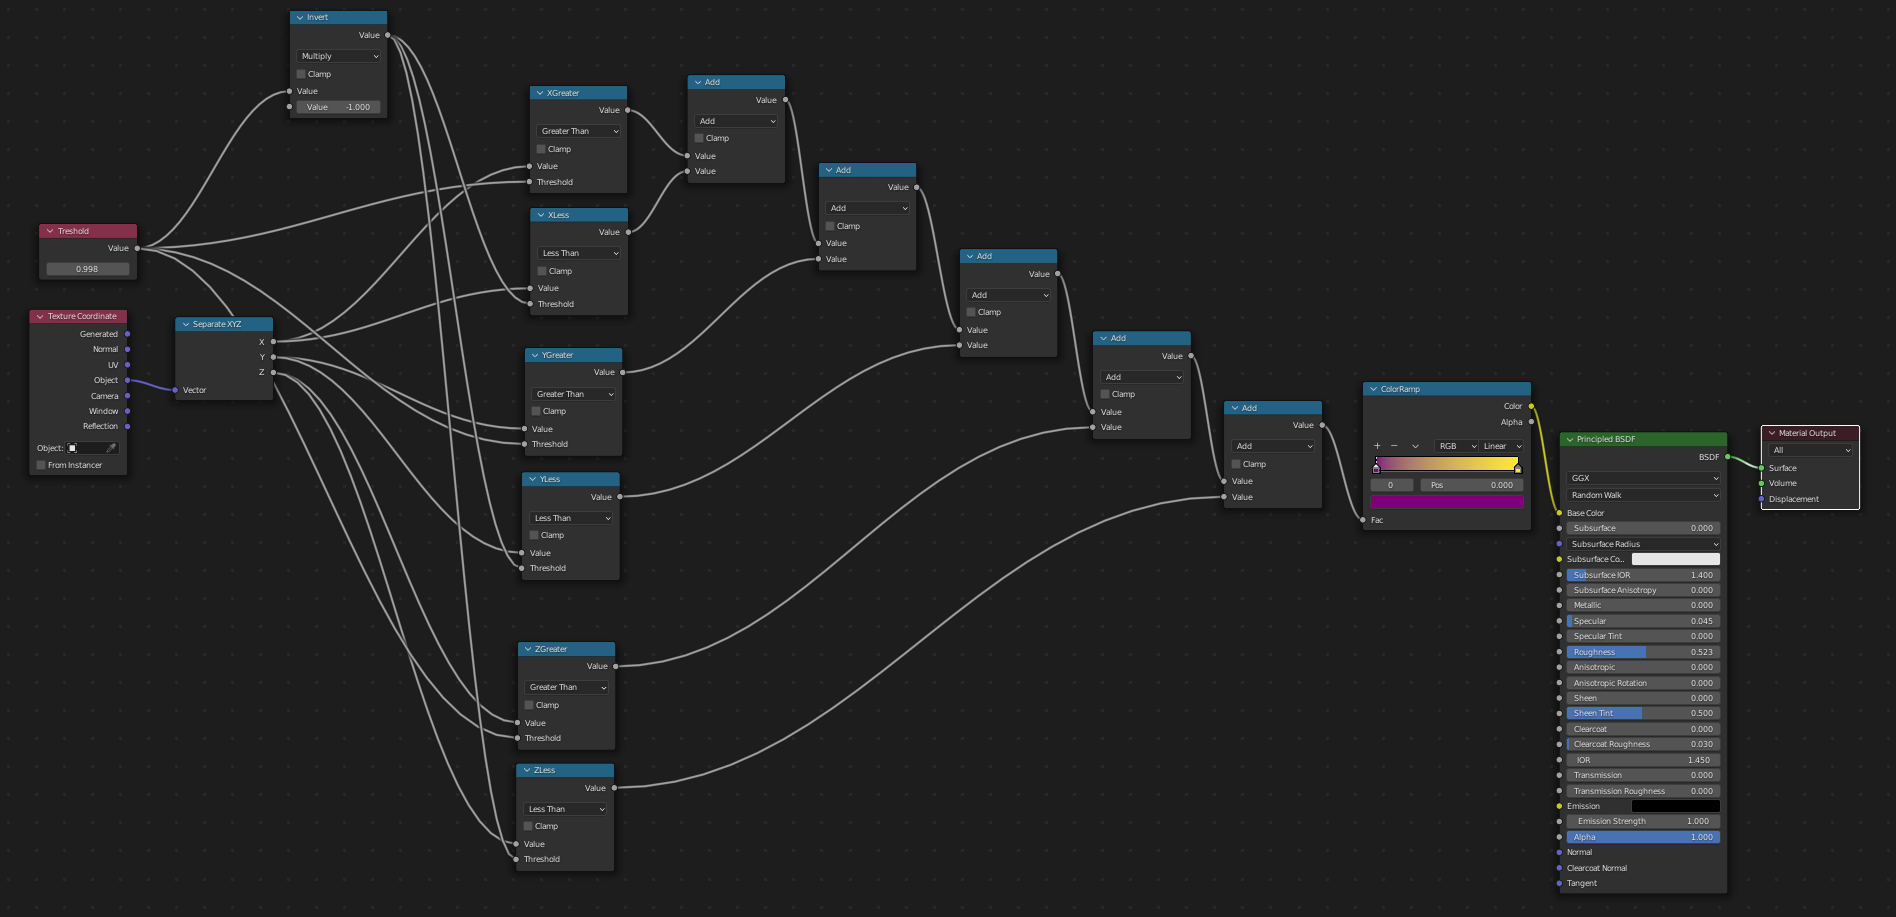 Invert
Value
Multiply
Clamp
Value
Value -1.000
Treshold
Value
0.998
Texture Coordinate
Generated
Normal
UV
Object
Camera
Window
Reflection
Object:
From Instancer
Separate XYZ
X
Y
Z
Vector
XGreater
Value
Greater Than
Clamp
Value
Threshold
XLess
Value
Less Than
Clamp
Value
Threshold
YGreater
Value
Greater Than
Clamp
Value
Threshold
YLess
Value
Less Than
Clamp
Value
Threshold
ZGreater
Value
Greater Than
Clamp
Value
Threshold
ZLess
Value
Less Than
Clamp
Value
Threshold
Add
Value
Add
Clamp
Value
Value
Add
Value
Add
Clamp
Value
Value
Add
Value
Add
Clamp
Value
Value
Add
Value
Add
Clamp
Value
Value
Add
Value
Add
Clamp
Value
Value
ColorRamp
Color
Alpha
+ − RGB Linear
0 Pos 0.000
Fac
Principled BSDF
BSDF
GGX
Random Walk
Base Color
Subsurface 0.000
Subsurface Radius
Subsurface Co..
Subsurface IOR 1.400
Subsurface Anisotropy 0.000
Metallic 0.000
Specular 0.045
Specular Tint 0.000
Roughness 0.523
Anisotropic 0.000
Anisotropic Rotation 0.000
Sheen 0.000
Sheen Tint 0.500
Clearcoat 0.000
Clearcoat Roughness 0.030
IOR 1.450
Transmission 0.000
Transmission Roughness 0.000
Emission
Emission Strength 1.000
Alpha 1.000
Normal
Clearcoat Normal
Tangent
Material Output
All
Surface
Volume
Displacement